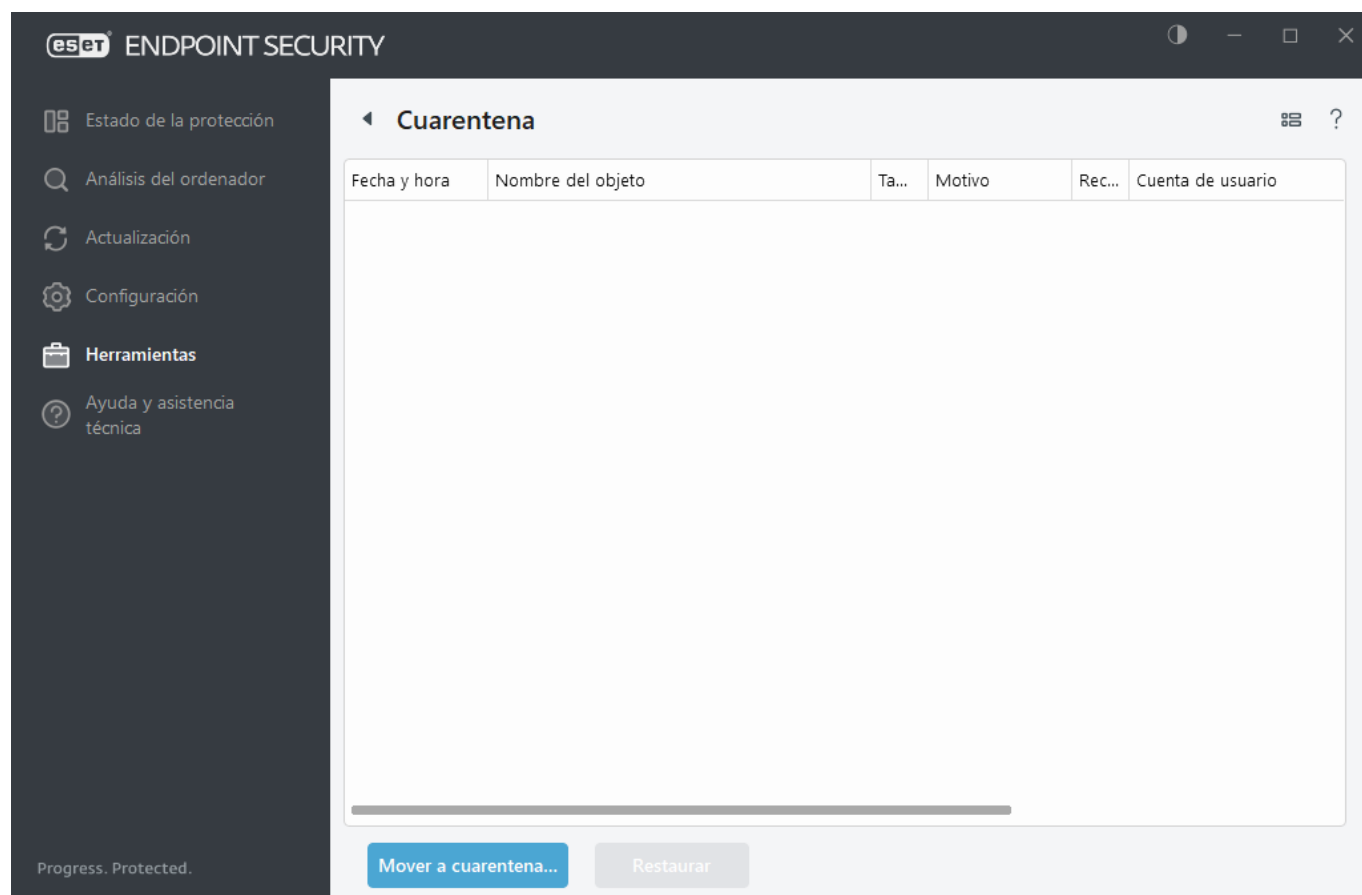 eset ENDPOINT SECURITY
Estado de la protección
Análisis del ordenador
Actualización
Configuración
Herramientas
Ayuda y asistencia
técnica
Progress. Protected.
Cuarentena
?
Fecha y hora Nombre del objeto Ta... Motivo Rec... Cuenta de usuario
Mover a cuarentena... Restaurar